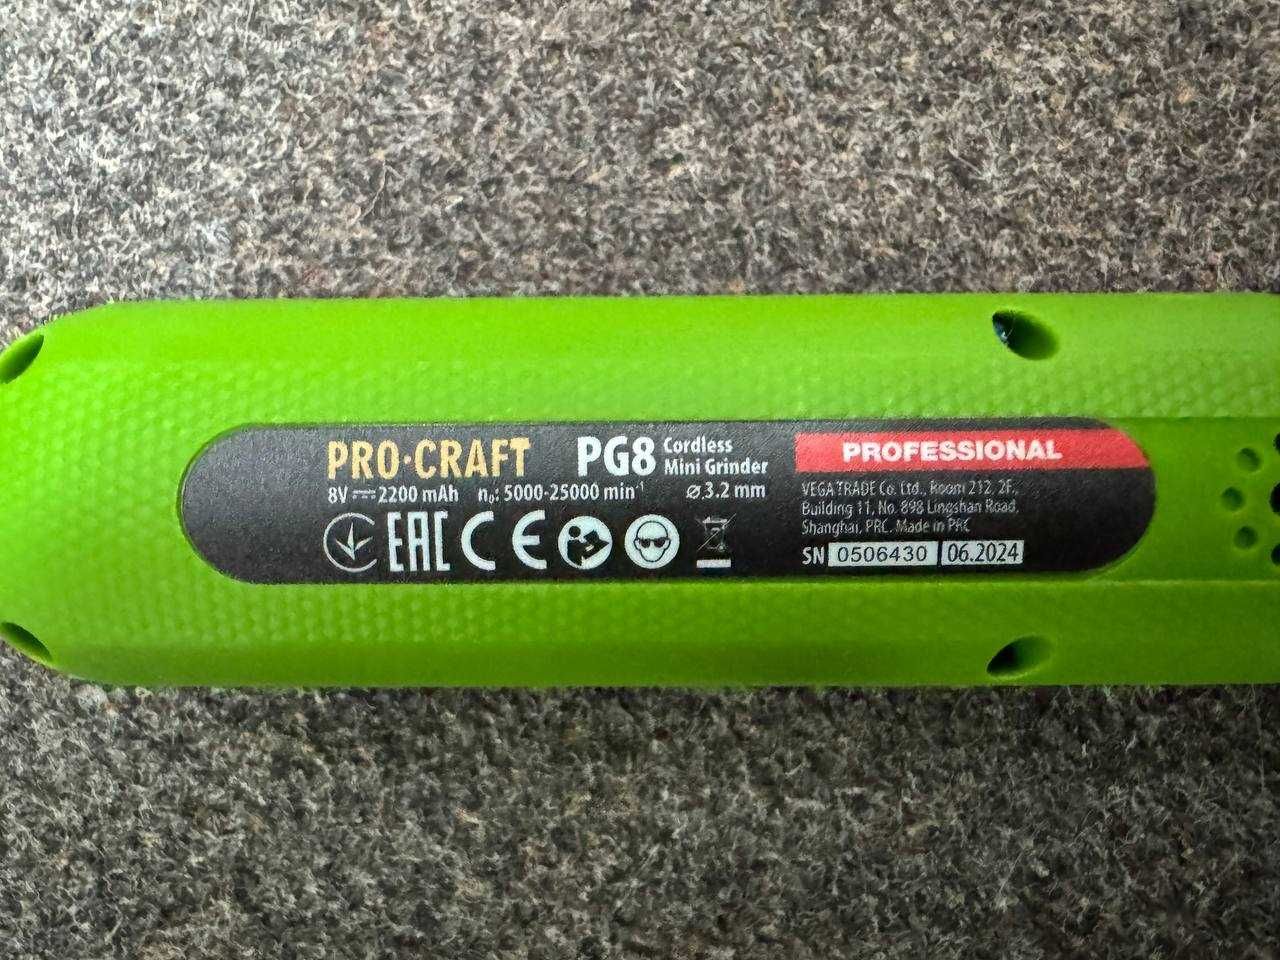 PRO·CRAFT PG8 Cordless Mini Grinder
8V ⎓ 2200 mAh n₀: 5000-25000 min⁻¹ ⌀ 3.2 mm
EAC CE
PROFESSIONAL
VEGA TRADE Co. Ltd., Room 212, 2F.,
Building 11, No. 898 Lingshan Road,
Shanghai, PRC. Made in PRC
SN 0506430 06.2024